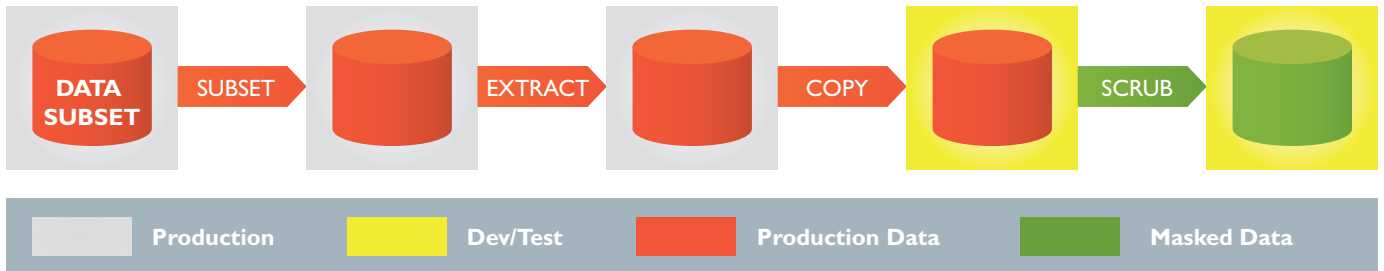 DATA
SUBSET
SUBSET
EXTRACT
COPY
SCRUB
Production
Dev/Test
Production Data
Masked Data